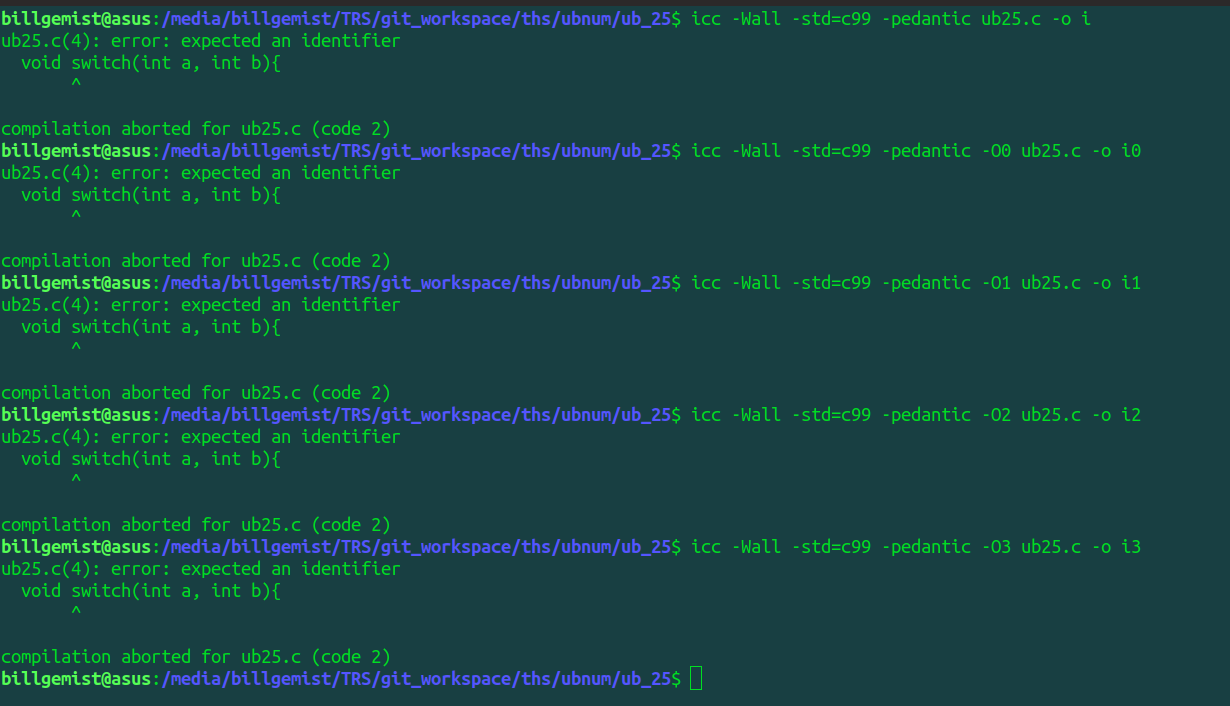 billgemist@asus:/media/billgemist/TRS/git_workspace/ths/ubnum/ub_25$ icc -Wall -std=c99 -pedantic ub25.c -o i
ub25.c(4): error: expected an identifier
  void switch(int a, int b){
       ^

compilation aborted for ub25.c (code 2)
billgemist@asus:/media/billgemist/TRS/git_workspace/ths/ubnum/ub_25$ icc -Wall -std=c99 -pedantic -O0 ub25.c -o i0
ub25.c(4): error: expected an identifier
  void switch(int a, int b){
       ^

compilation aborted for ub25.c (code 2)
billgemist@asus:/media/billgemist/TRS/git_workspace/ths/ubnum/ub_25$ icc -Wall -std=c99 -pedantic -O1 ub25.c -o i1
ub25.c(4): error: expected an identifier
  void switch(int a, int b){
       ^

compilation aborted for ub25.c (code 2)
billgemist@asus:/media/billgemist/TRS/git_workspace/ths/ubnum/ub_25$ icc -Wall -std=c99 -pedantic -O2 ub25.c -o i2
ub25.c(4): error: expected an identifier
  void switch(int a, int b){
       ^

compilation aborted for ub25.c (code 2)
billgemist@asus:/media/billgemist/TRS/git_workspace/ths/ubnum/ub_25$ icc -Wall -std=c99 -pedantic -O3 ub25.c -o i3
ub25.c(4): error: expected an identifier
  void switch(int a, int b){
       ^

compilation aborted for ub25.c (code 2)
billgemist@asus:/media/billgemist/TRS/git_workspace/ths/ubnum/ub_25$